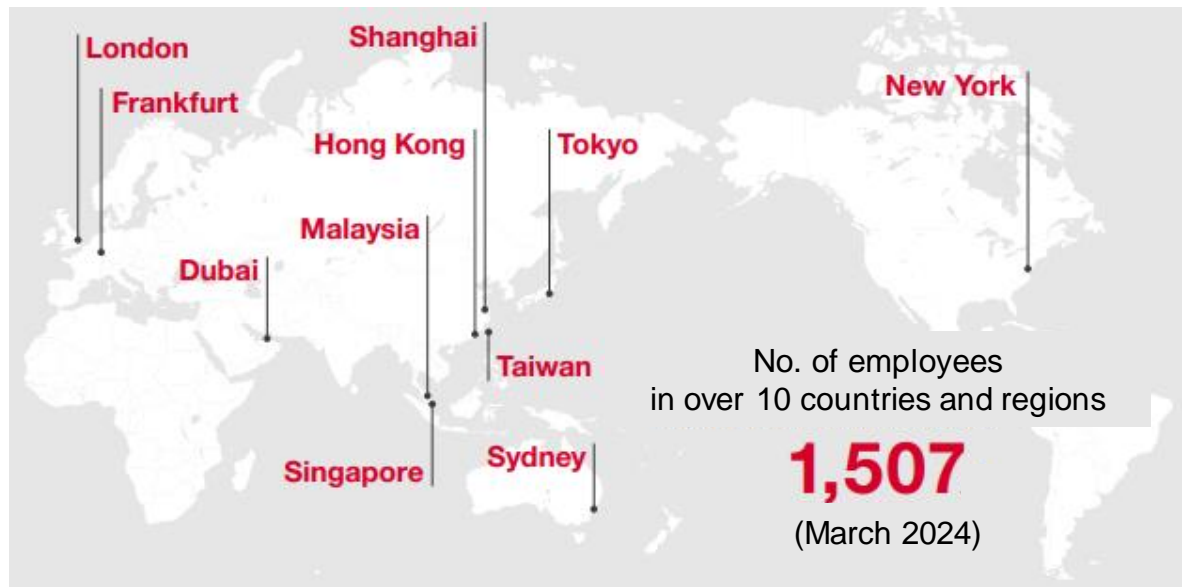 London
Shanghai
New York
Frankfurt
Hong Kong
Tokyo
Malaysia
Dubai
Taiwan
Singapore
Sydney
No. of employees
in over 10 countries and regions
1,507
(March 2024)